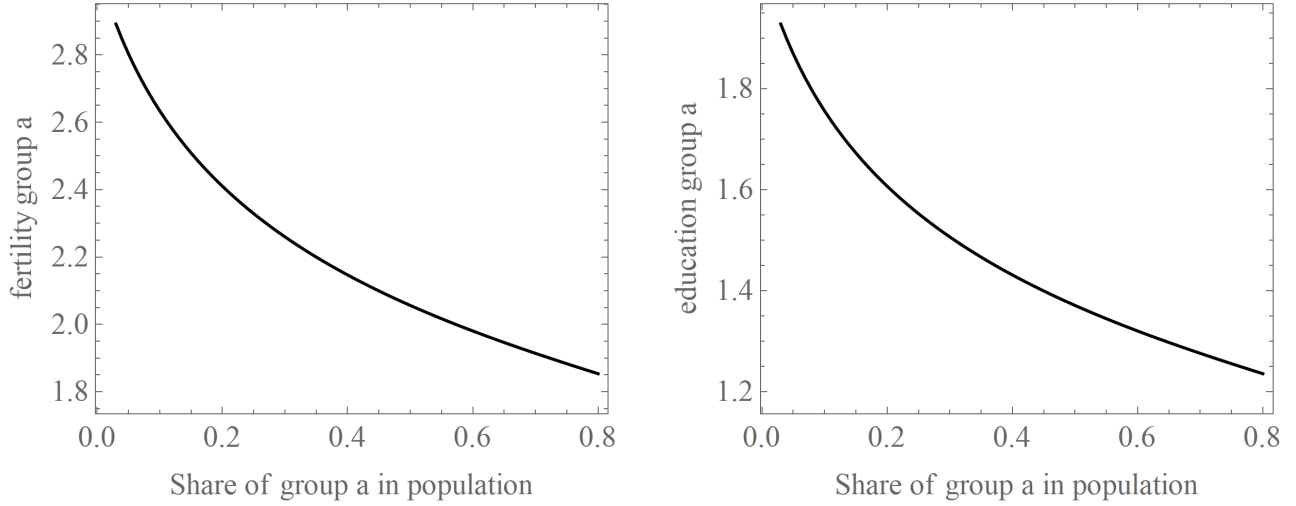 fertility group a
2.8
2.6
2.4
2.2
2.0
1.8
0.0 0.2 0.4 0.6 0.8
Share of group a in population
education group a
1.8
1.6
1.4
1.2
0.0 0.2 0.4 0.6 0.8
Share of group a in population